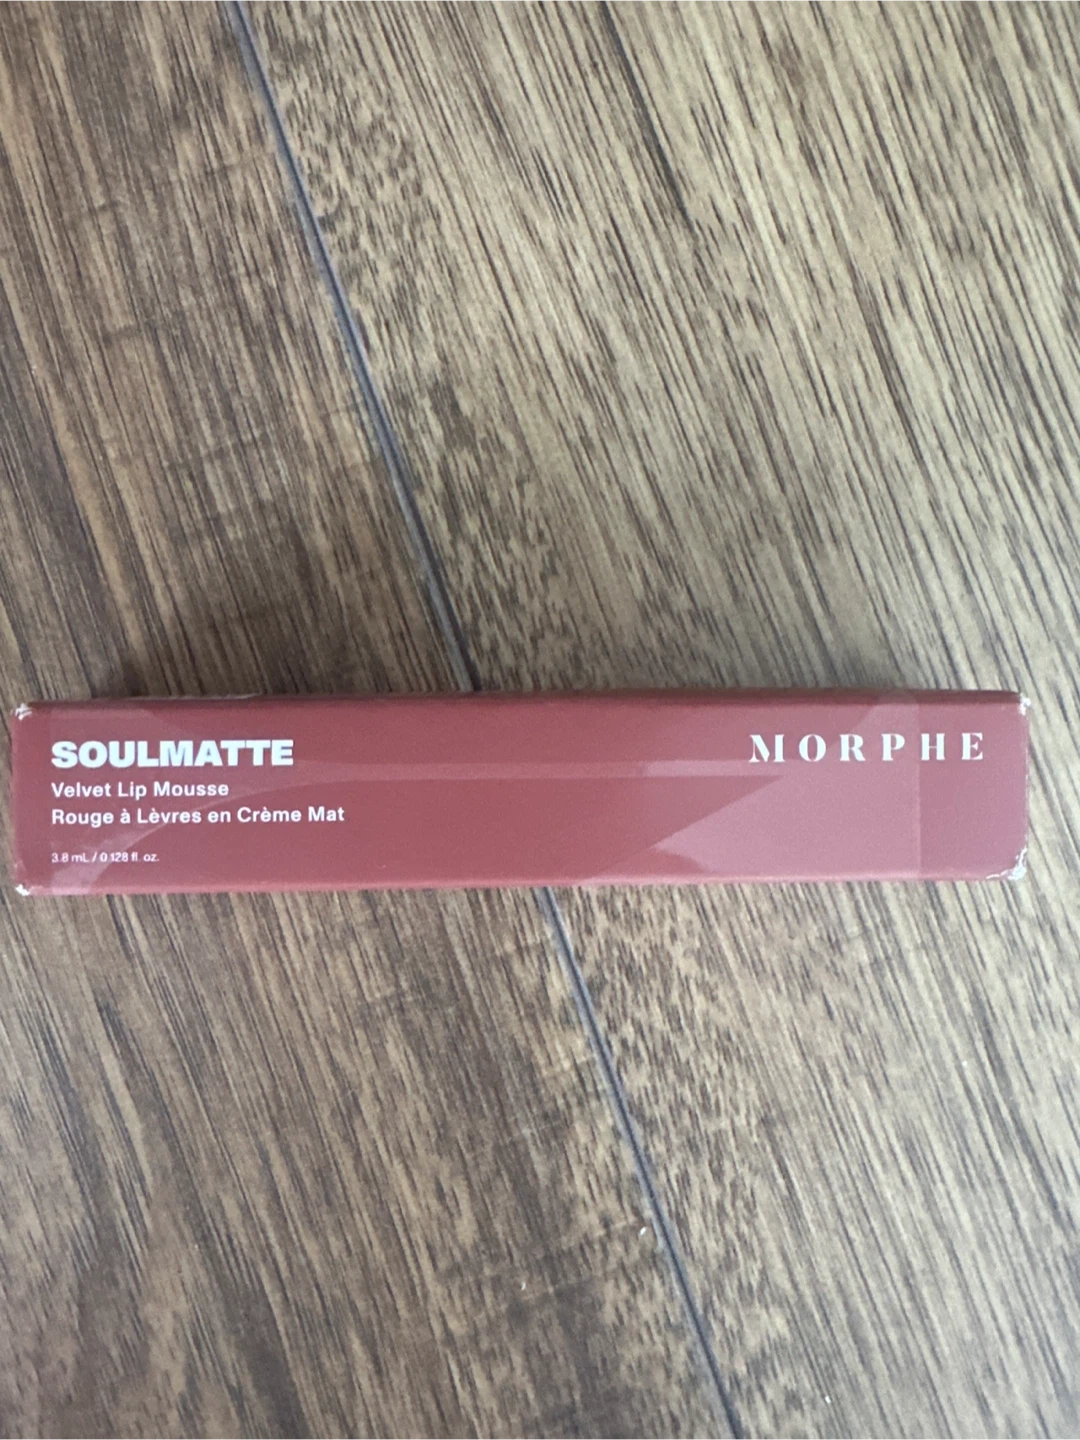 SOULMATTE
MORPHE
Velvet Lip Mousse
Rouge à Lèvres en Crème Mat
3.8 mL / 0.128 fl. oz.